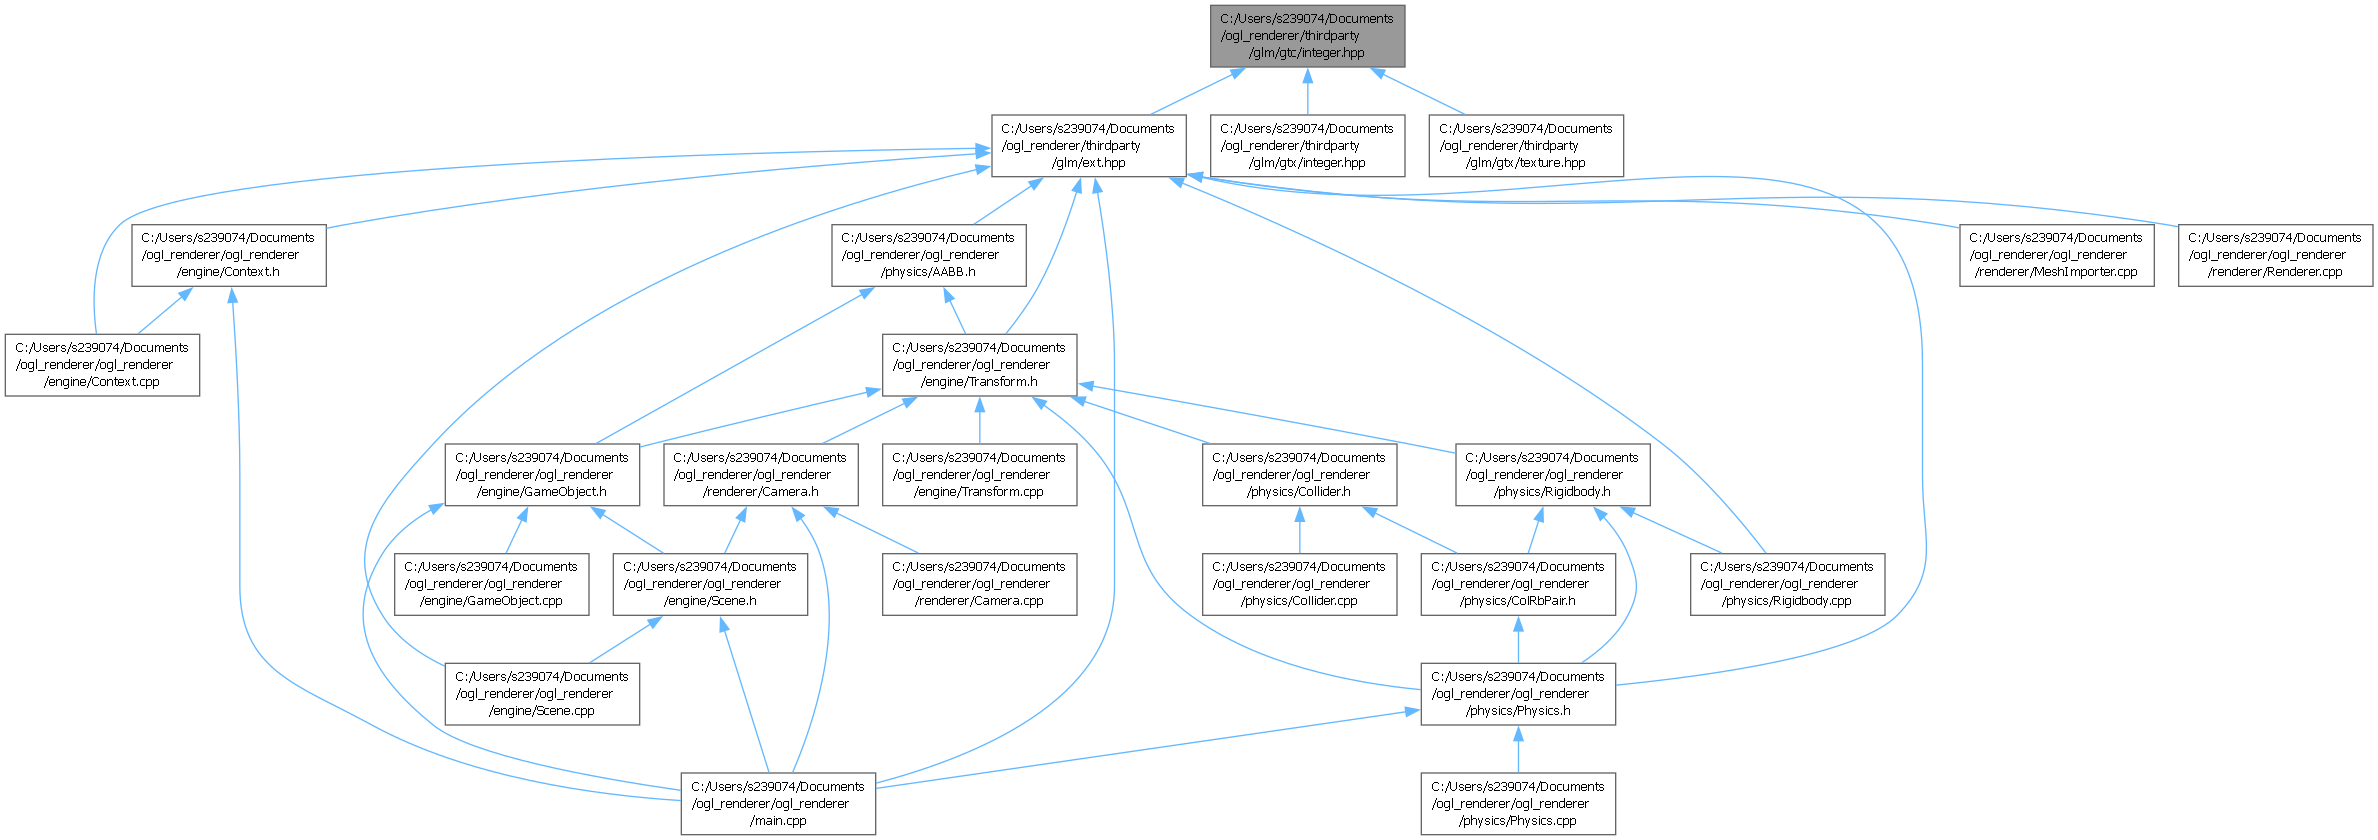 C:/Users/s239074/Documents
/ogl_renderer/thirdparty
/glm/gtc/integer.hpp
C:/Users/s239074/Documents
/ogl_renderer/thirdparty
/glm/ext.hpp
C:/Users/s239074/Documents
/ogl_renderer/thirdparty
/glm/gtx/integer.hpp
C:/Users/s239074/Documents
/ogl_renderer/thirdparty
/glm/gtx/texture.hpp
C:/Users/s239074/Documents
/ogl_renderer/ogl_renderer
/engine/Context.h
C:/Users/s239074/Documents
/ogl_renderer/ogl_renderer
/physics/AABB.h
C:/Users/s239074/Documents
/ogl_renderer/ogl_renderer
/renderer/MeshImporter.cpp
C:/Users/s239074/Documents
/ogl_renderer/ogl_renderer
/renderer/Renderer.cpp
C:/Users/s239074/Documents
/ogl_renderer/ogl_renderer
/engine/Context.cpp
C:/Users/s239074/Documents
/ogl_renderer/ogl_renderer
/engine/Transform.h
C:/Users/s239074/Documents
/ogl_renderer/ogl_renderer
/engine/GameObject.h
C:/Users/s239074/Documents
/ogl_renderer/ogl_renderer
/renderer/Camera.h
C:/Users/s239074/Documents
/ogl_renderer/ogl_renderer
/engine/Transform.cpp
C:/Users/s239074/Documents
/ogl_renderer/ogl_renderer
/physics/Collider.h
C:/Users/s239074/Documents
/ogl_renderer/ogl_renderer
/physics/Rigidbody.h
C:/Users/s239074/Documents
/ogl_renderer/ogl_renderer
/engine/GameObject.cpp
C:/Users/s239074/Documents
/ogl_renderer/ogl_renderer
/engine/Scene.h
C:/Users/s239074/Documents
/ogl_renderer/ogl_renderer
/renderer/Camera.cpp
C:/Users/s239074/Documents
/ogl_renderer/ogl_renderer
/physics/Collider.cpp
C:/Users/s239074/Documents
/ogl_renderer/ogl_renderer
/physics/ColRbPair.h
C:/Users/s239074/Documents
/ogl_renderer/ogl_renderer
/physics/Rigidbody.cpp
C:/Users/s239074/Documents
/ogl_renderer/ogl_renderer
/engine/Scene.cpp
C:/Users/s239074/Documents
/ogl_renderer/ogl_renderer
/physics/Physics.h
C:/Users/s239074/Documents
/ogl_renderer/ogl_renderer
/main.cpp
C:/Users/s239074/Documents
/ogl_renderer/ogl_renderer
/physics/Physics.cpp